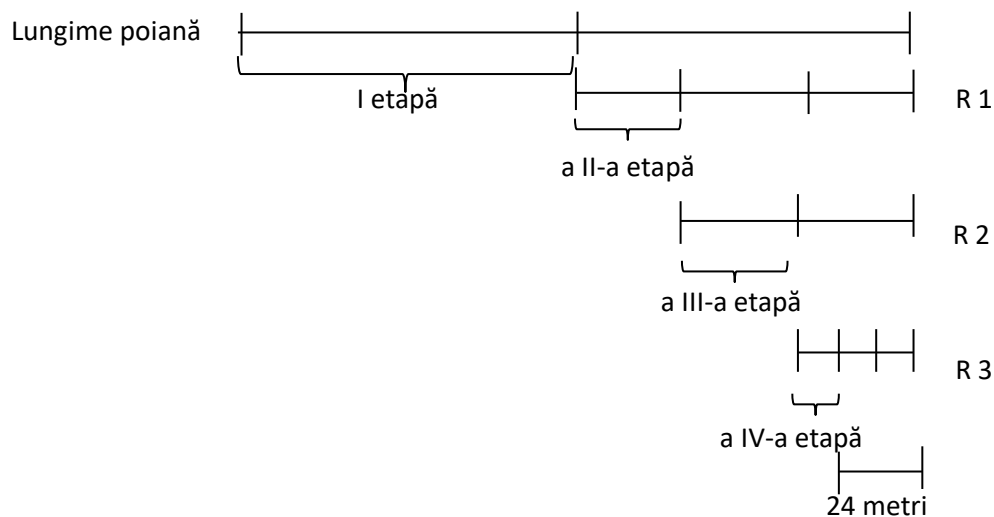 Lungime poiană
I etapă
R 1
a II-a etapă
R 2
a III-a etapă
R 3
a IV-a etapă
24 metri